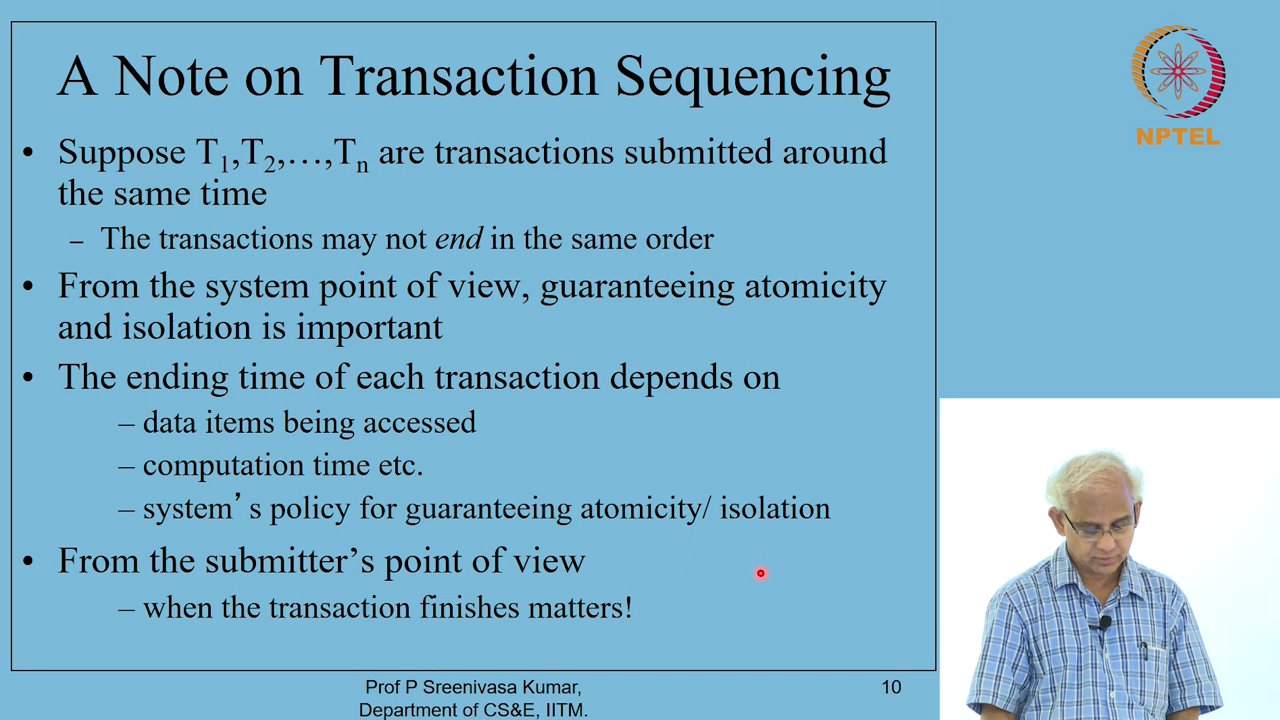 A Note on Transaction Sequencing
• Suppose T₁,T₂,…,Tₙ are transactions submitted around
the same time
– The transactions may not end in the same order
• From the system point of view, guaranteeing atomicity
and isolation is important
• The ending time of each transaction depends on
– data items being accessed
– computation time etc.
– system’s policy for guaranteeing atomicity/ isolation
• From the submitter’s point of view
– when the transaction finishes matters!
Prof P Sreenivasa Kumar,
Department of CS&E, IITM.
10
NPTEL